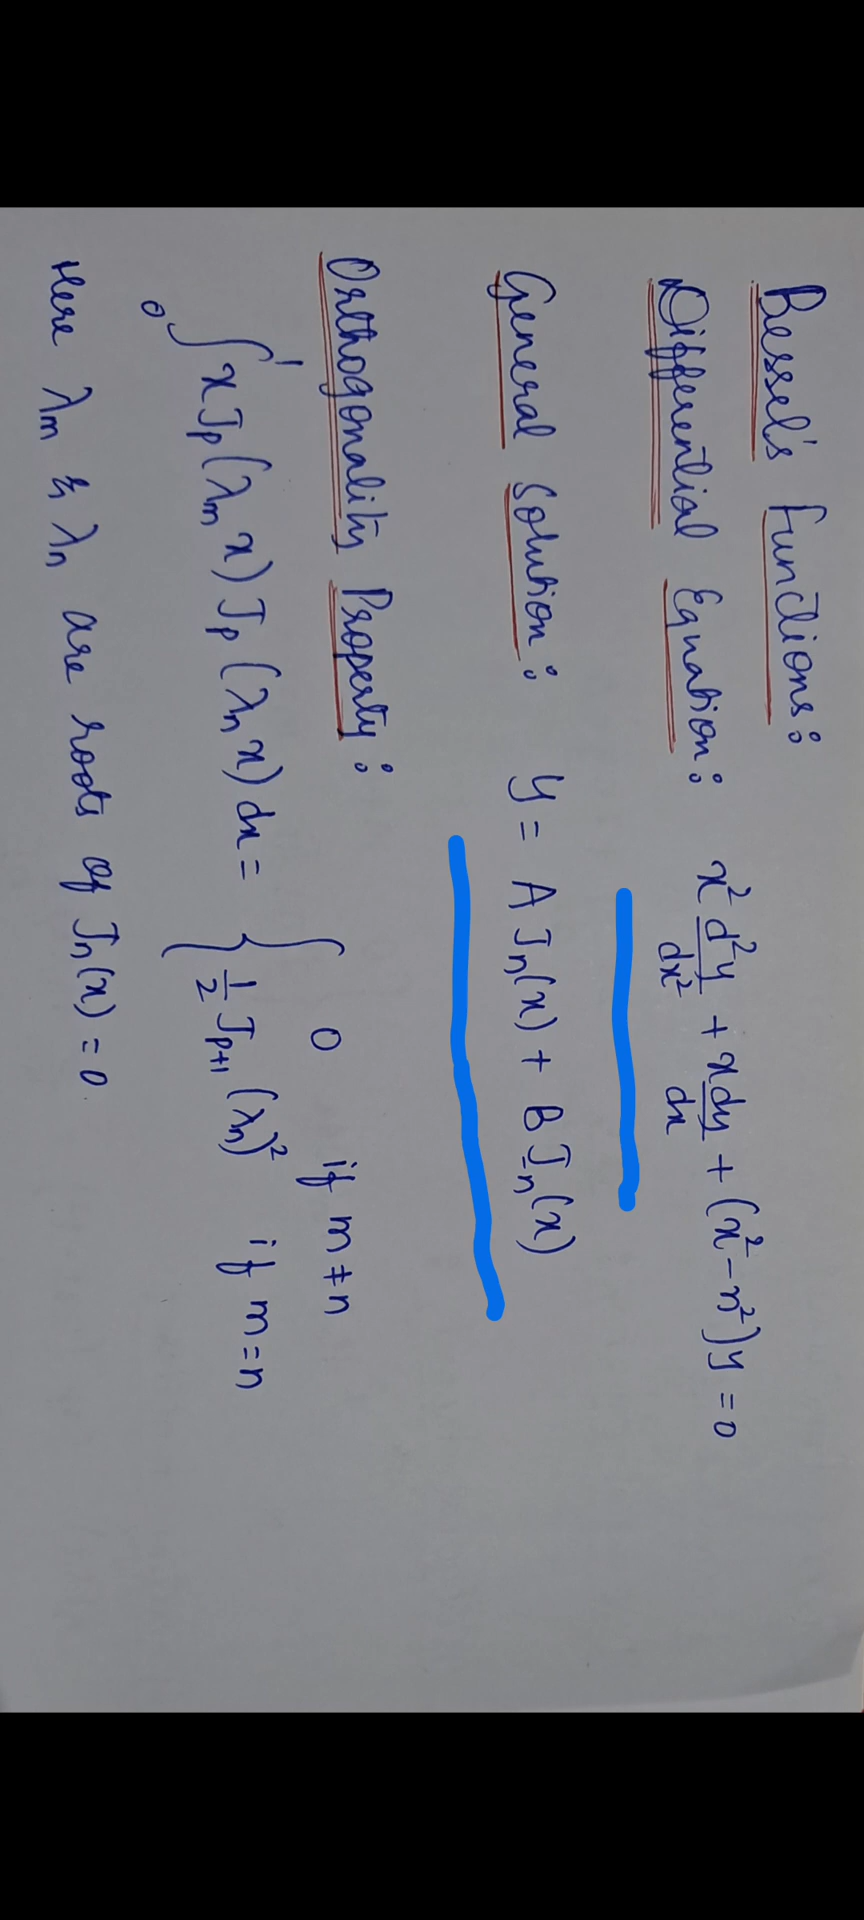 Bessel's Functions:
Differential Equation: x² d²y/dx² + x dy/dx + (x² - n²)y = 0
General Solution: y = A Jn(x) + B J-n(x)
Orthogonality Property:
∫₀¹ x Jp(λm x) Jp(λn x) dx = { 0 if m ≠ n
1/2 Jp+1(λn)² if m = n
Here λm & λn are roots of Jn(x) = 0.